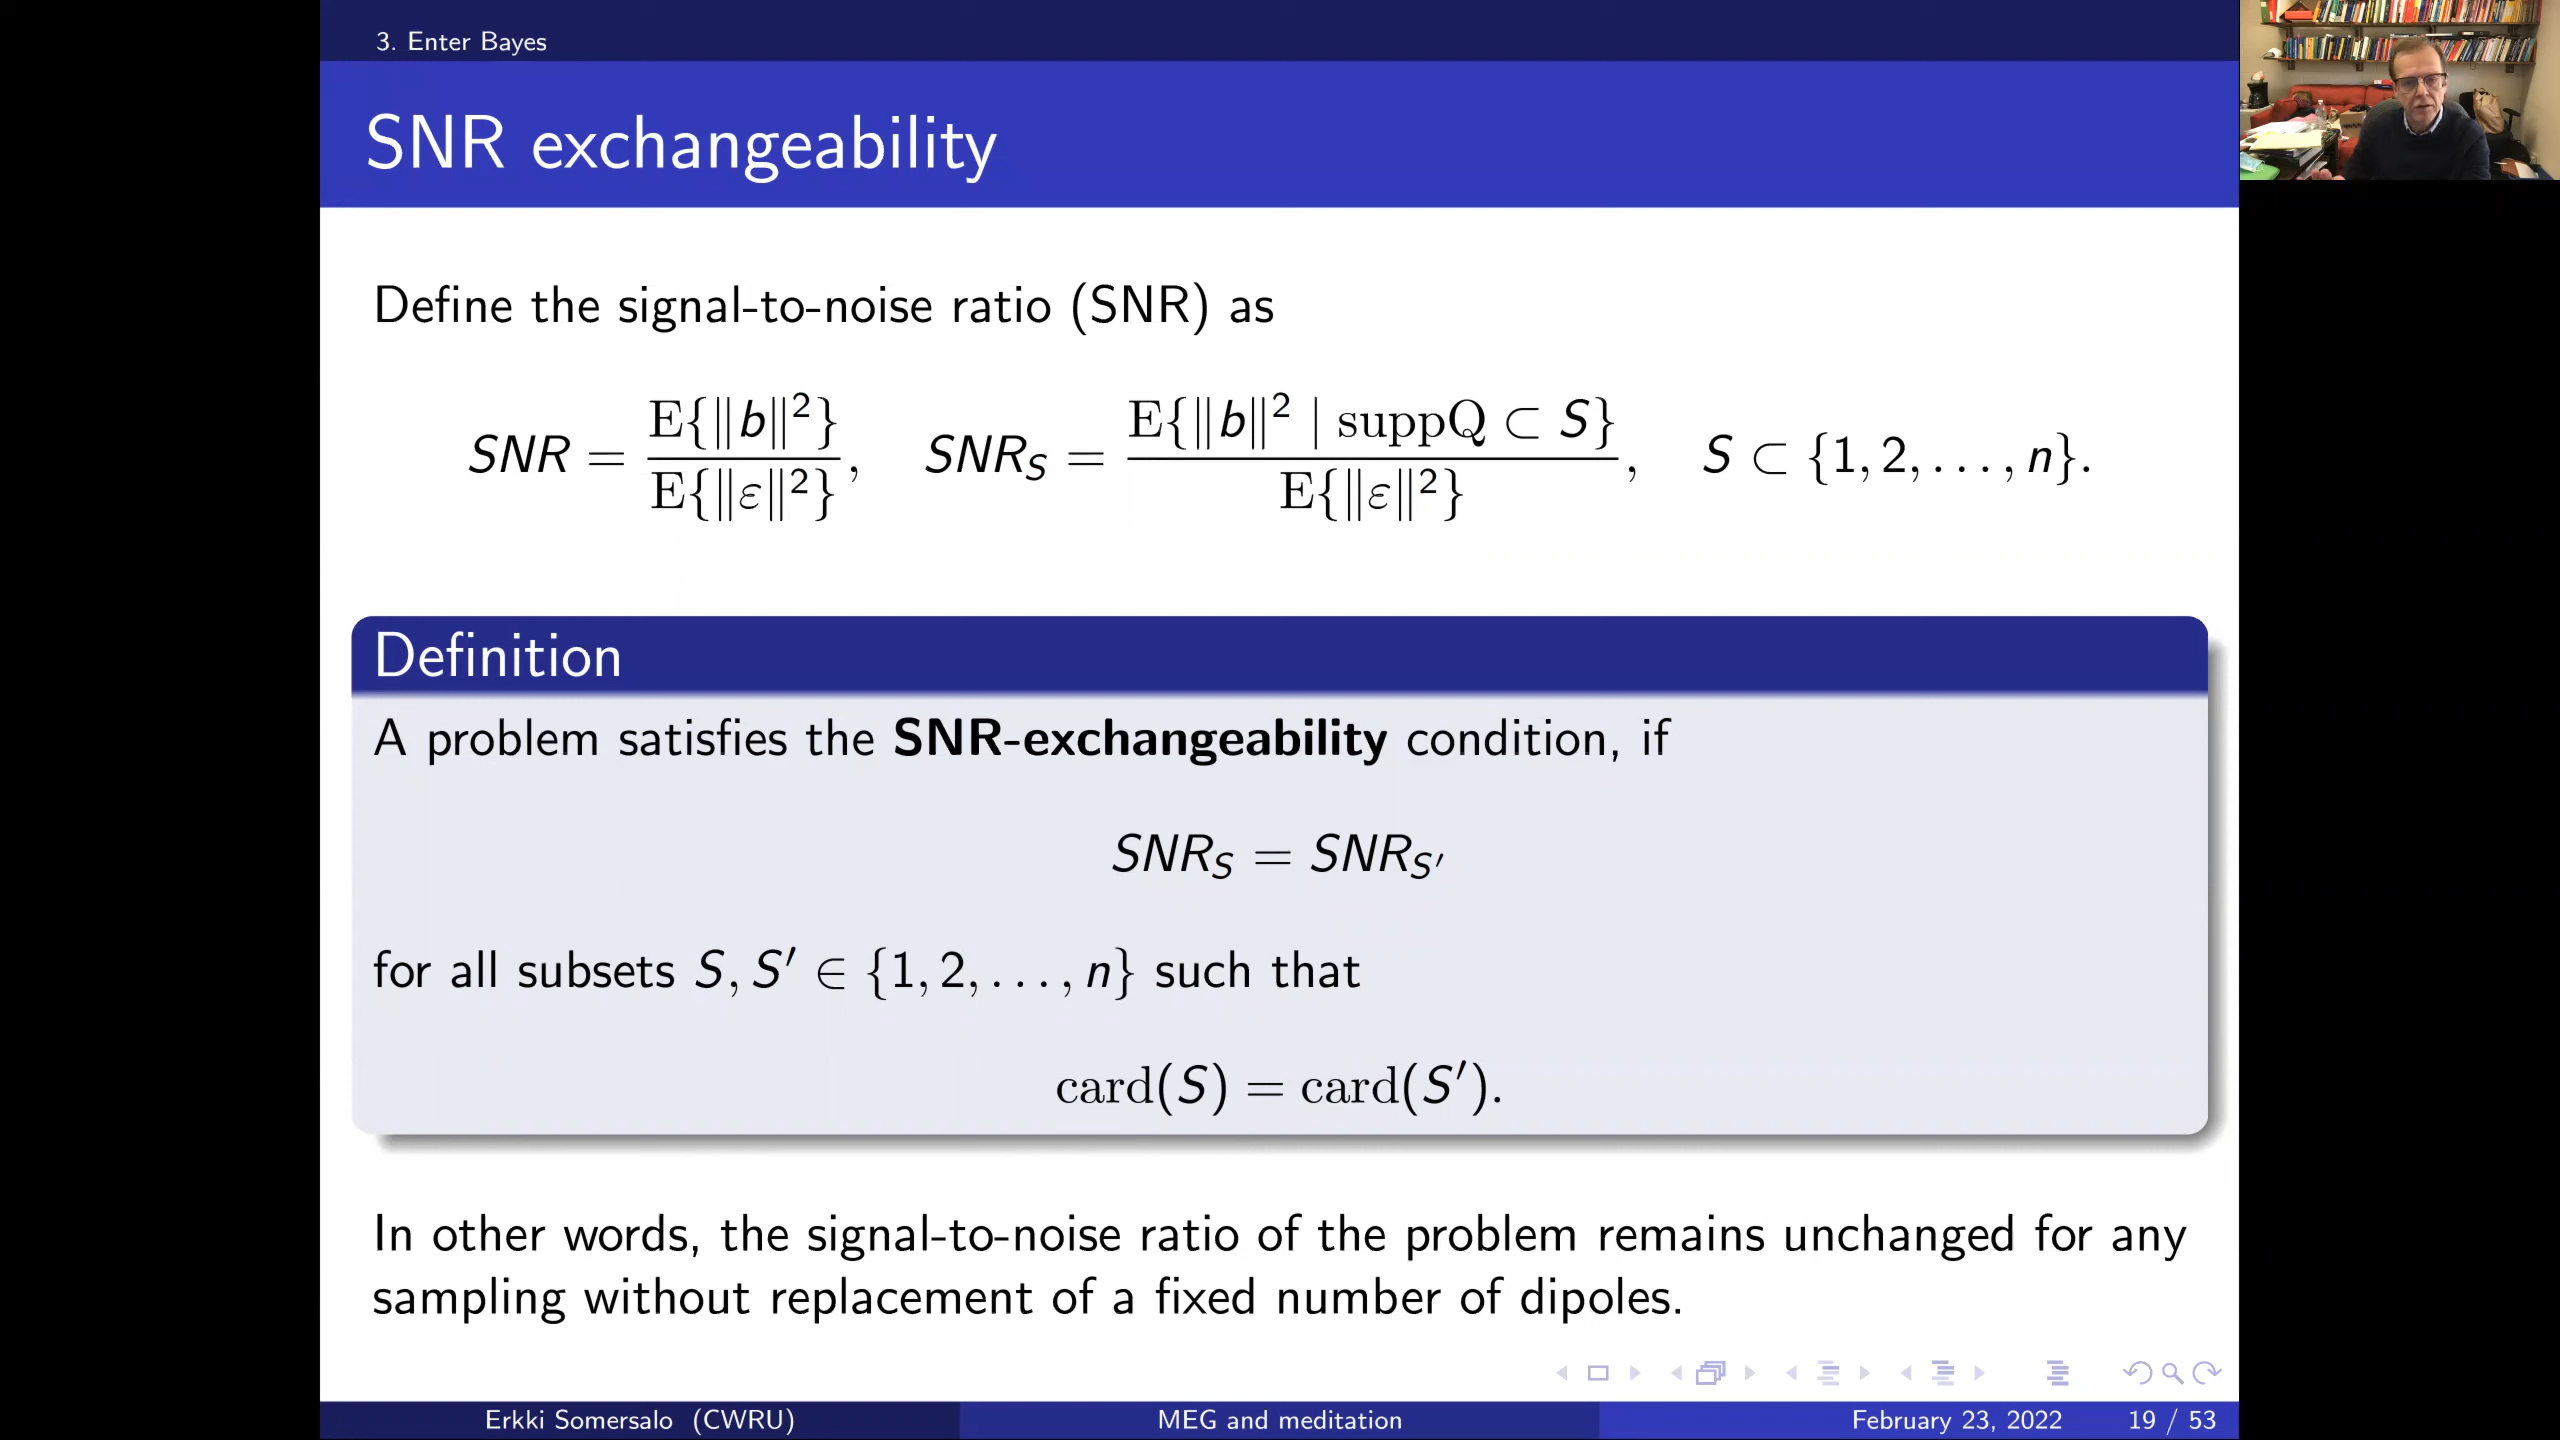 3. Enter Bayes
SNR exchangeability
Define the signal-to-noise ratio (SNR) as
SNR = E{‖b‖²} / E{‖ε‖²}, SNR_S = E{‖b‖² | suppQ ⊂ S} / E{‖ε‖²}, S ⊂ {1, 2, . . . , n}.
Definition
A problem satisfies the SNR-exchangeability condition, if
SNR_S = SNR_S′
for all subsets S, S′ ∈ {1, 2, . . . , n} such that
card(S) = card(S′).
In other words, the signal-to-noise ratio of the problem remains unchanged for any
sampling without replacement of a fixed number of dipoles.
Erkki Somersalo (CWRU) MEG and meditation February 23, 2022 19 / 53